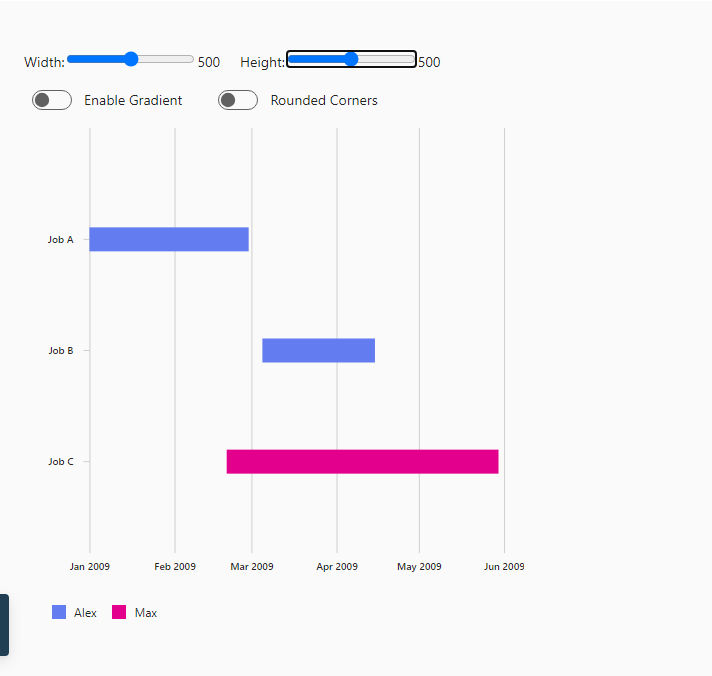 Width: 500 Height: 500
Enable Gradient Rounded Corners
Job A
Job B
Job C
Jan 2009 Feb 2009 Mar 2009 Apr 2009 May 2009 Jun 2009
Alex Max